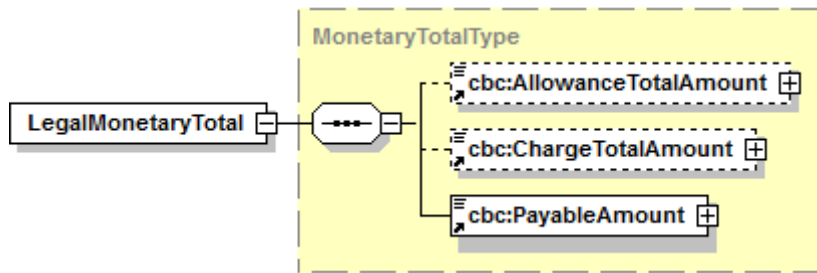 MonetaryTotalType
cbc:AllowanceTotalAmount
LegalMonetaryTotal
cbc:ChargeTotalAmount
cbc:PayableAmount